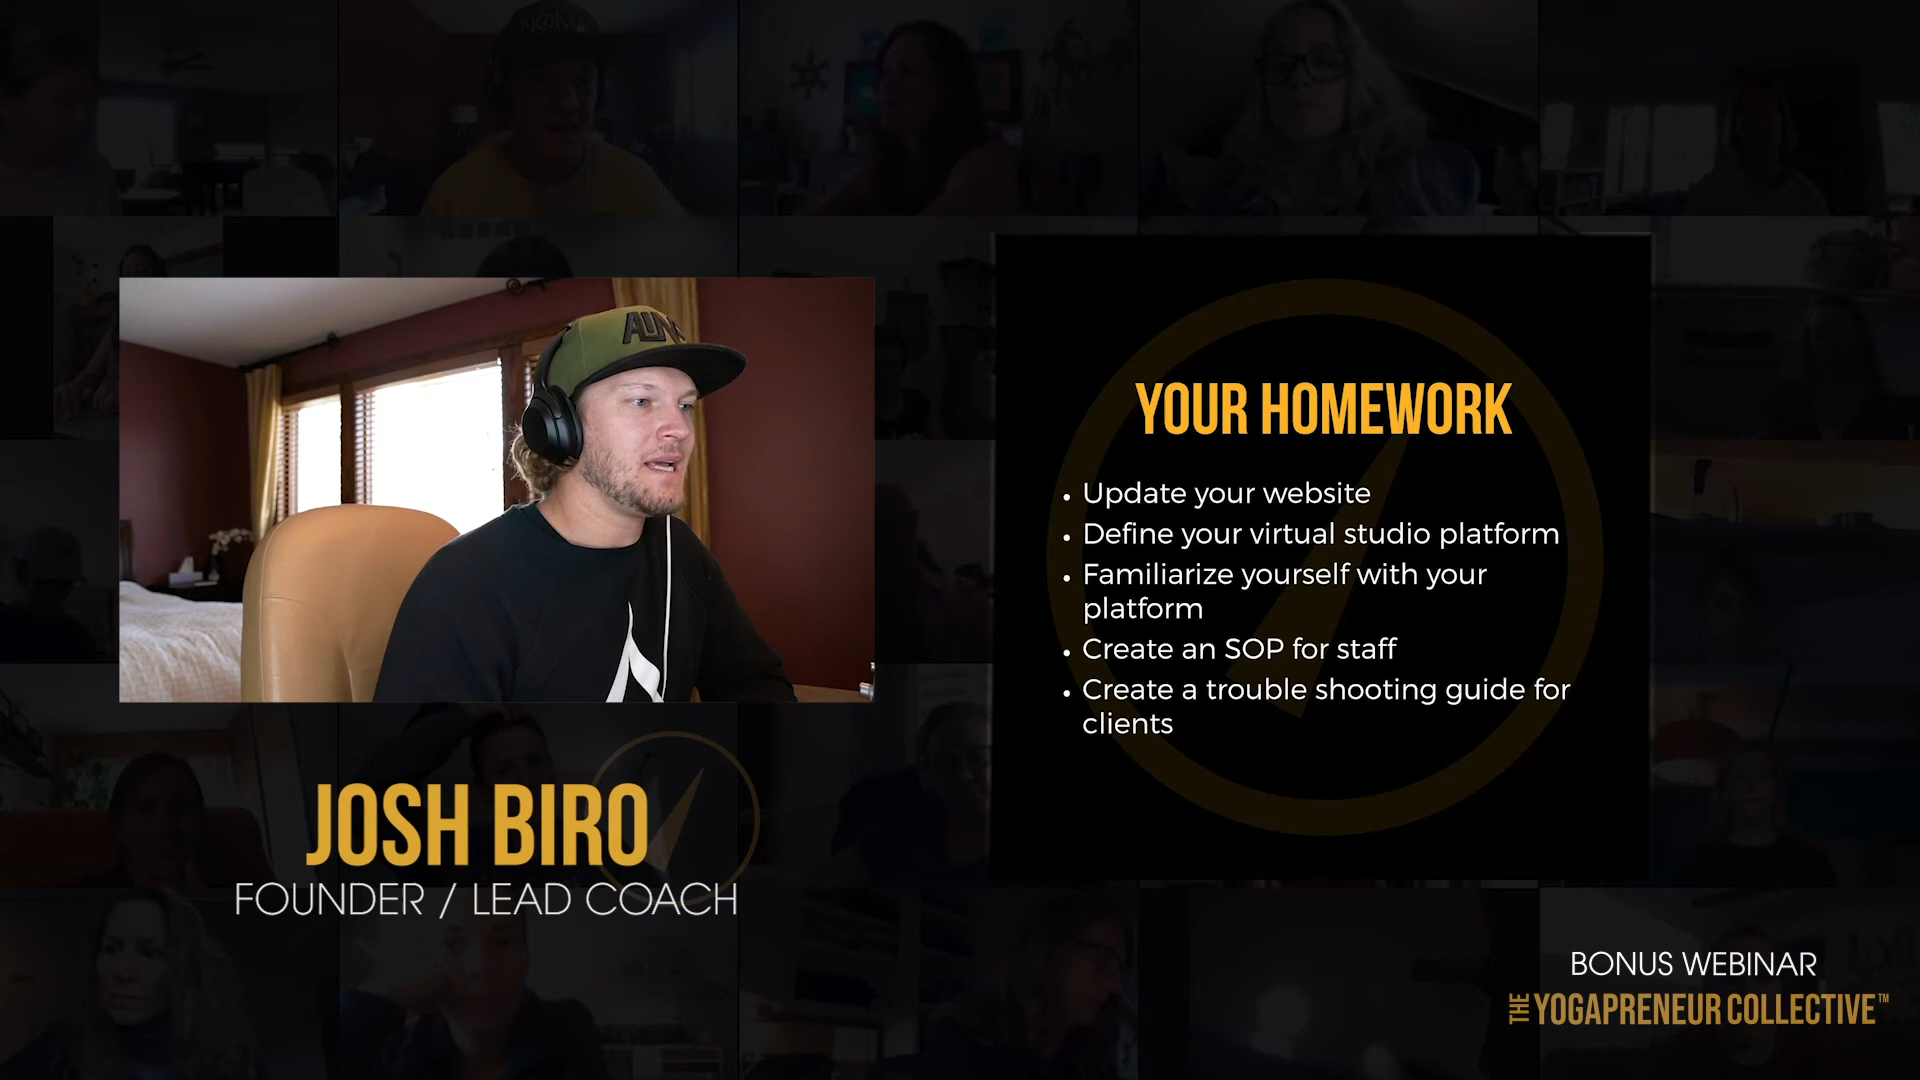 YOUR HOMEWORK
• Update your website
• Define your virtual studio platform
• Familiarize yourself with your
platform
• Create an SOP for staff
• Create a trouble shooting guide for
clients
JOSH BIRO
FOUNDER / LEAD COACH
BONUS WEBINAR
THE YOGAPRENEUR COLLECTIVE™